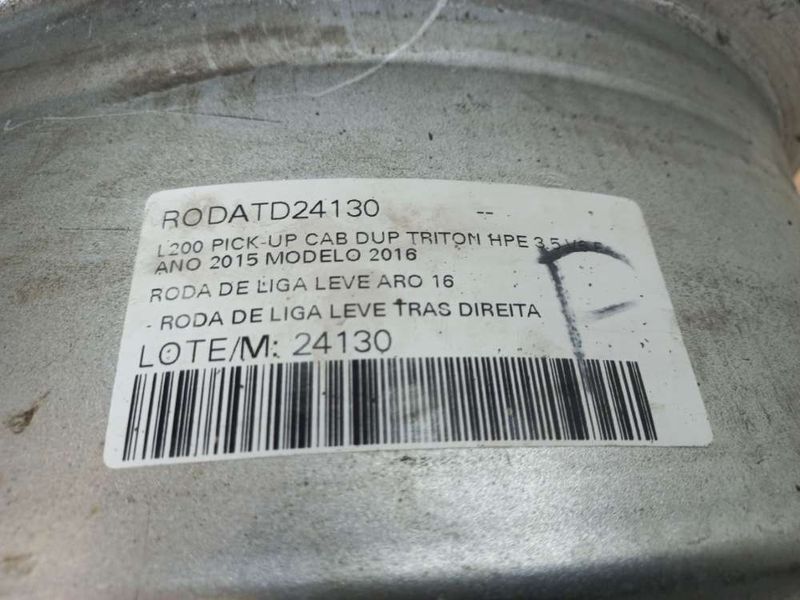 RODATD24130 --
L200 PICK-UP CAB DUP TRITON HPE 3.5 V6 F
ANO 2015 MODELO 2016
RODA DE LIGA LEVE ARO 16
- RODA DE LIGA LEVE TRAS DIREITA
LOTE/M: 24130
P